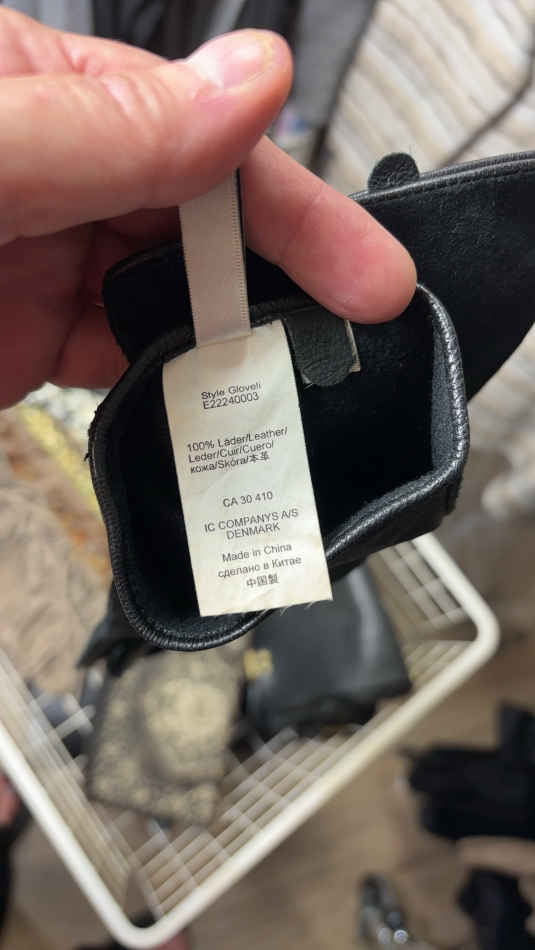 Style Gloveli
E22240003
100% Läder/Leather/
Leder/Cuir/Cuero/
кожа/Skóra/本革
CA 30 410
IC COMPANYS A/S
DENMARK
Made in China
сделано в Китае
中国製